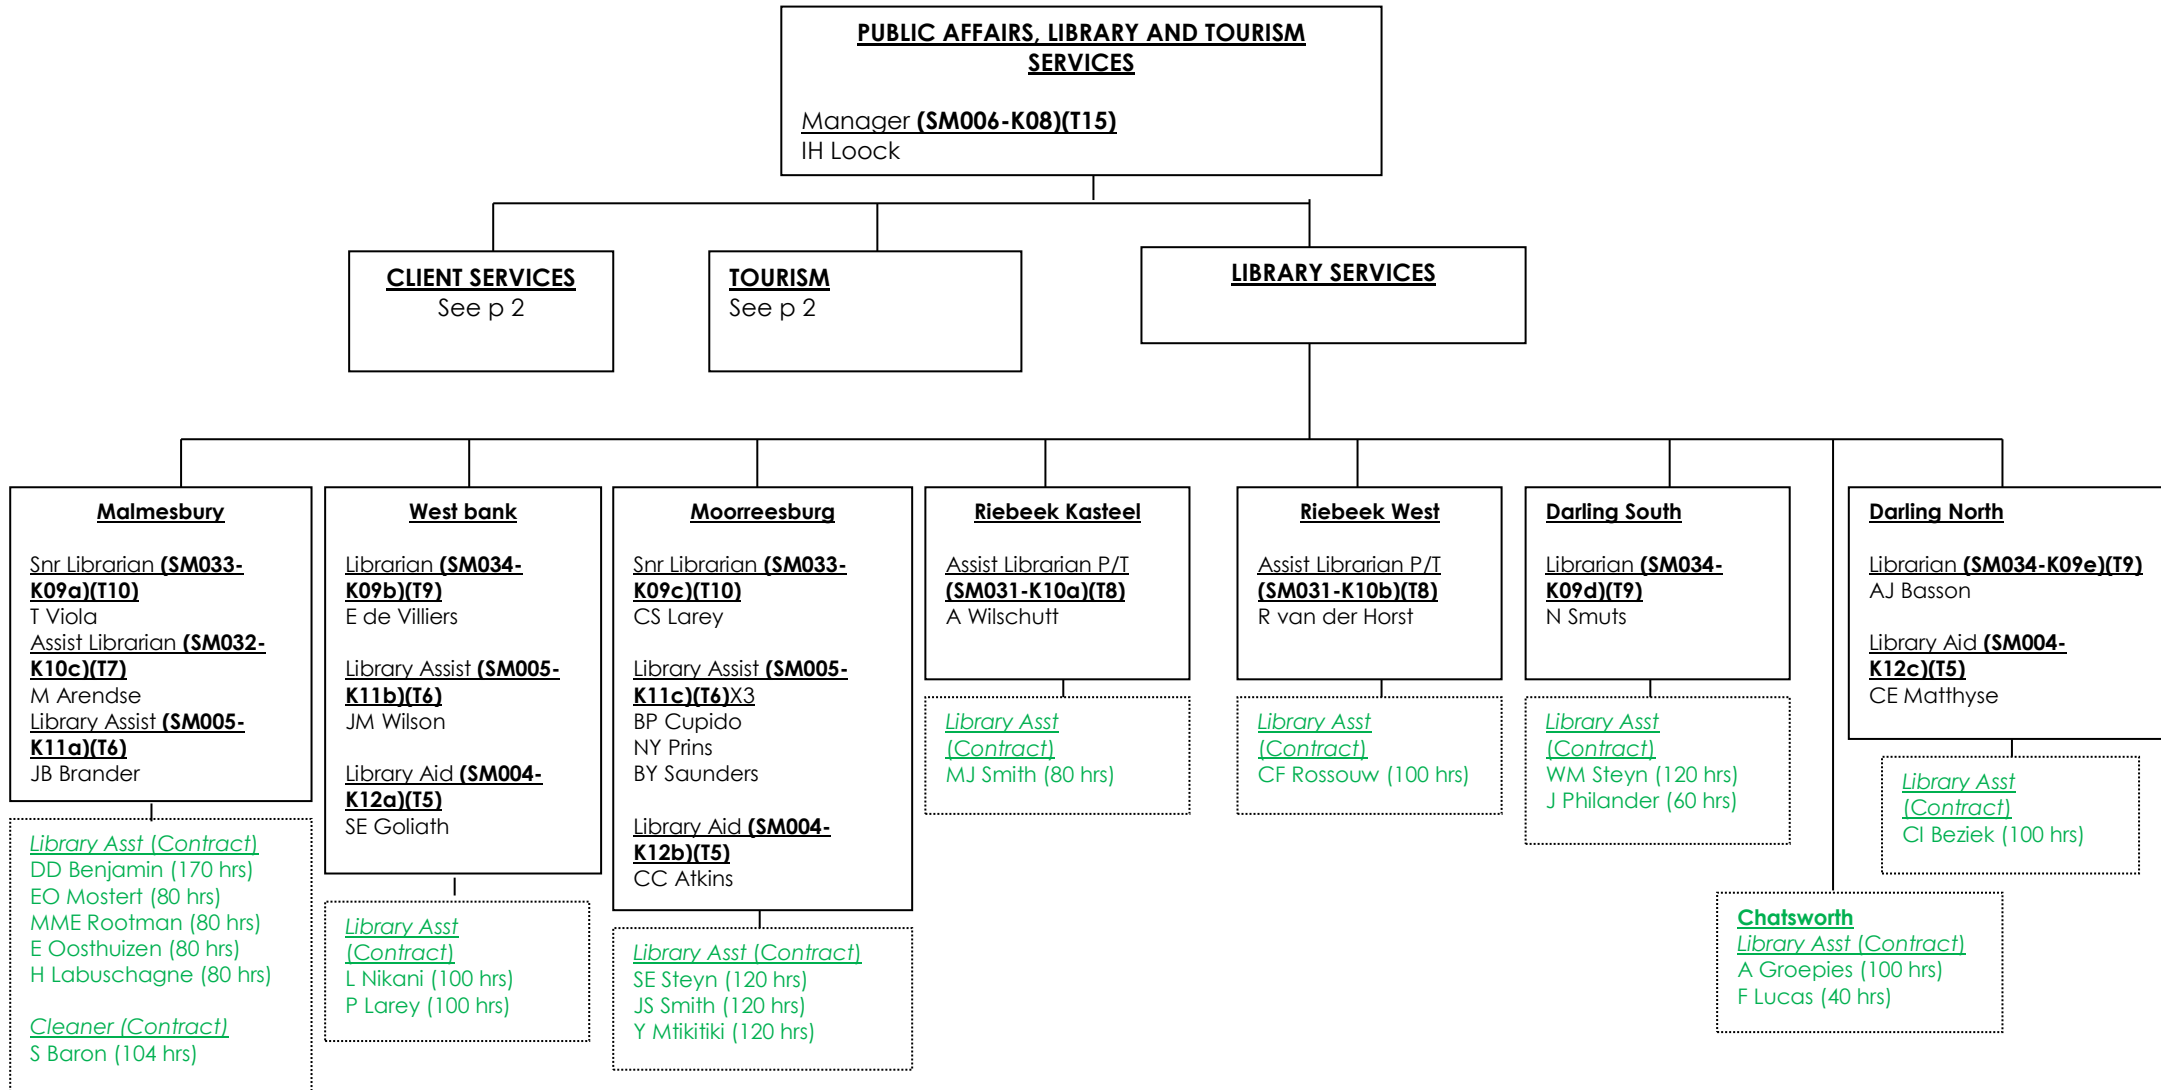 PUBLIC AFFAIRS, LIBRARY AND TOURISM
SERVICES
Manager (SM006-K08)(T15)
IH Loock
CLIENT SERVICES
See p 2
TOURISM
See p 2
LIBRARY SERVICES
Malmesbury
Snr Librarian (SM033-
K09a)(T10)
T Viola
Assist Librarian (SM032-
K10c)(T7)
M Arendse
Library Assist (SM005-
K11a)(T6)
JB Brander
Library Asst (Contract)
DD Benjamin (170 hrs)
EO Mostert (80 hrs)
MME Rootman (80 hrs)
E Oosthuizen (80 hrs)
H Labuschagne (80 hrs)
Cleaner (Contract)
S Baron (104 hrs)
West bank
Librarian (SM034-
K09b)(T9)
E de Villiers
Library Assist (SM005-
K11b)(T6)
JM Wilson
Library Aid (SM004-
K12a)(T5)
SE Goliath
Library Asst
(Contract)
L Nikani (100 hrs)
P Larey (100 hrs)
Moorreesburg
Snr Librarian (SM033-
K09c)(T10)
CS Larey
Library Assist (SM005-
K11c)(T6)X3
BP Cupido
NY Prins
BY Saunders
Library Aid (SM004-
K12b)(T5)
CC Atkins
Library Asst (Contract)
SE Steyn (120 hrs)
JS Smith (120 hrs)
Y Mtikitiki (120 hrs)
Riebeek Kasteel
Assist Librarian P/T
(SM031-K10a)(T8)
A Wilschutt
Library Asst
(Contract)
MJ Smith (80 hrs)
Riebeek West
Assist Librarian P/T
(SM031-K10b)(T8)
R van der Horst
Library Asst
(Contract)
CF Rossouw (100 hrs)
Darling South
Librarian (SM034-
K09d)(T9)
N Smuts
Library Asst
(Contract)
WM Steyn (120 hrs)
J Philander (60 hrs)
Darling North
Librarian (SM034-K09e)(T9)
AJ Basson
Library Aid (SM004-
K12c)(T5)
CE Matthyse
Library Asst
(Contract)
CI Beziek (100 hrs)
Chatsworth
Library Asst (Contract)
A Groepies (100 hrs)
F Lucas (40 hrs)